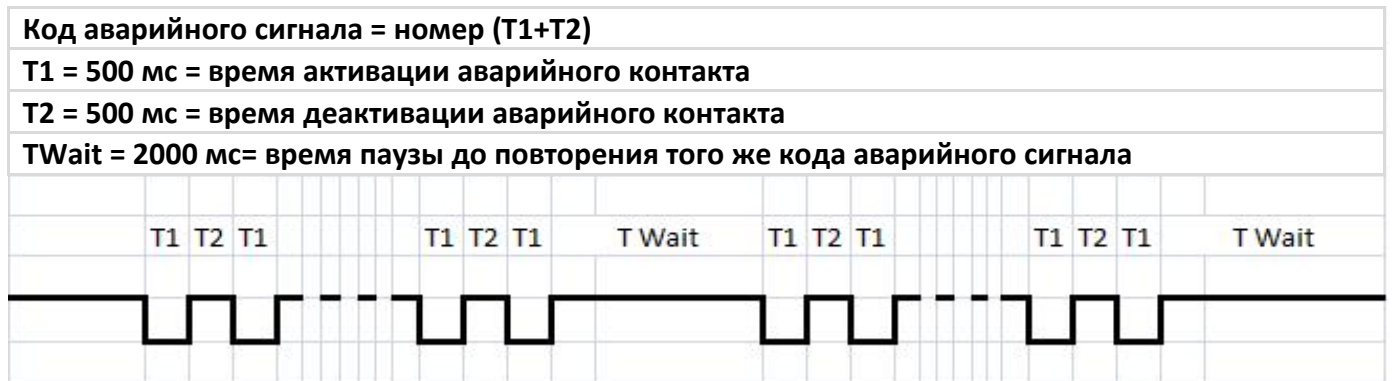 Код аварийного сигнала = номер (T1+T2)
T1 = 500 мс = время активации аварийного контакта
T2 = 500 мс = время деактивации аварийного контакта
TWait = 2000 мс= время паузы до повторения того же кода аварийного сигнала
T1 T2 T1 T1 T2 T1 T Wait T1 T2 T1 T1 T2 T1 T Wait